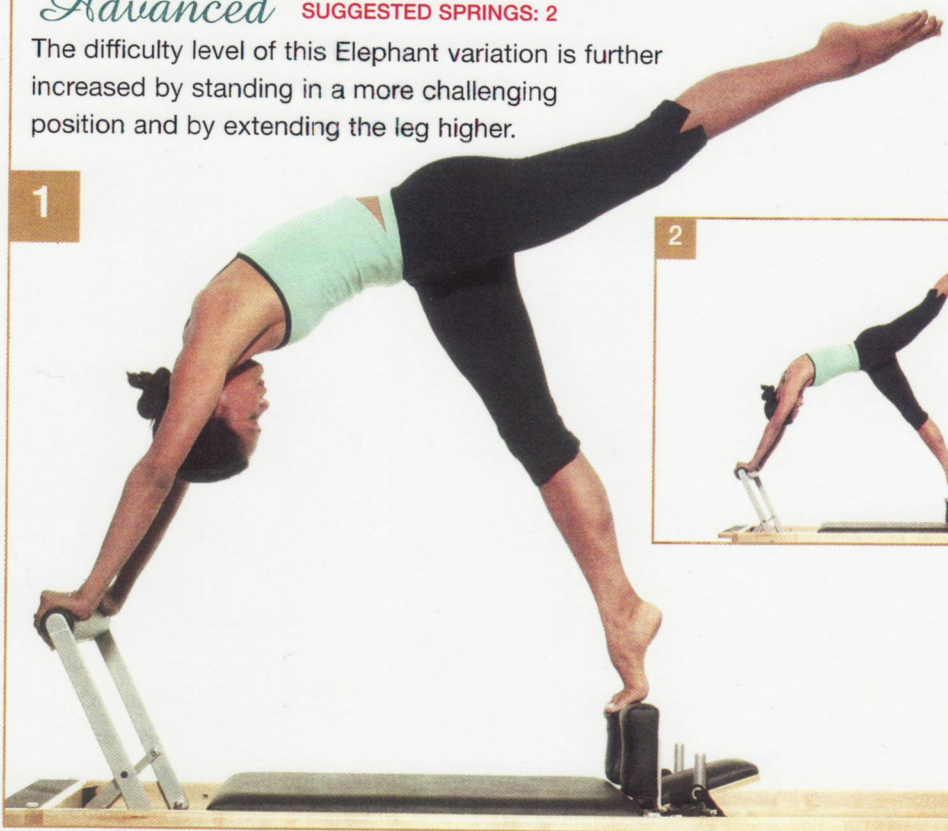 Advanced SUGGESTED SPRINGS: 2
The difficulty level of this Elephant variation is further
increased by standing in a more challenging
position and by extending the leg higher.
1
2